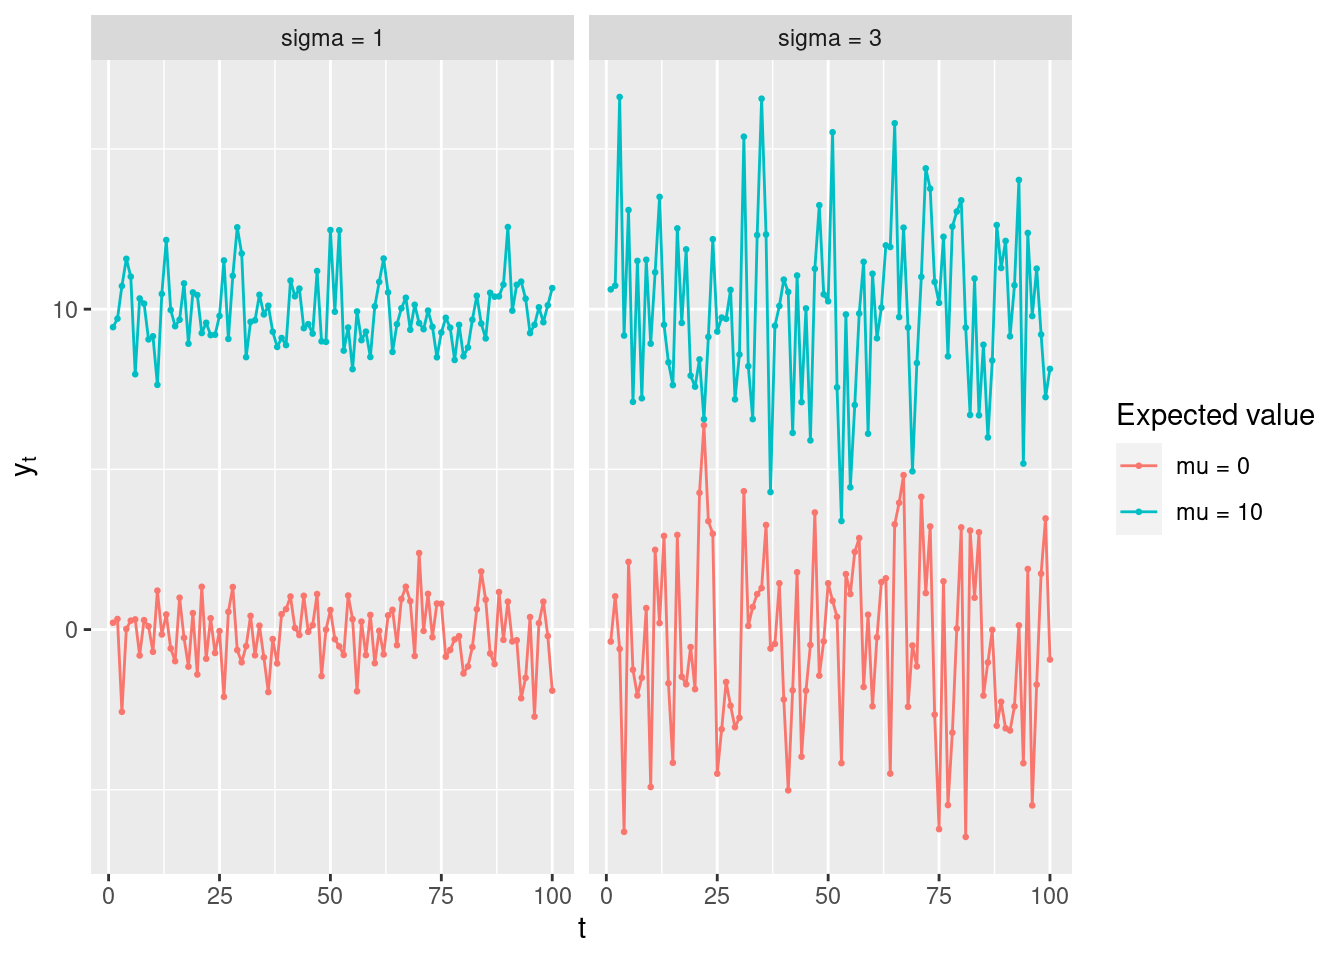 sigma = 1
sigma = 3
10
0
y_t
0 25 50 75 100
0 25 50 75 100
t
Expected value
mu = 0
mu = 10